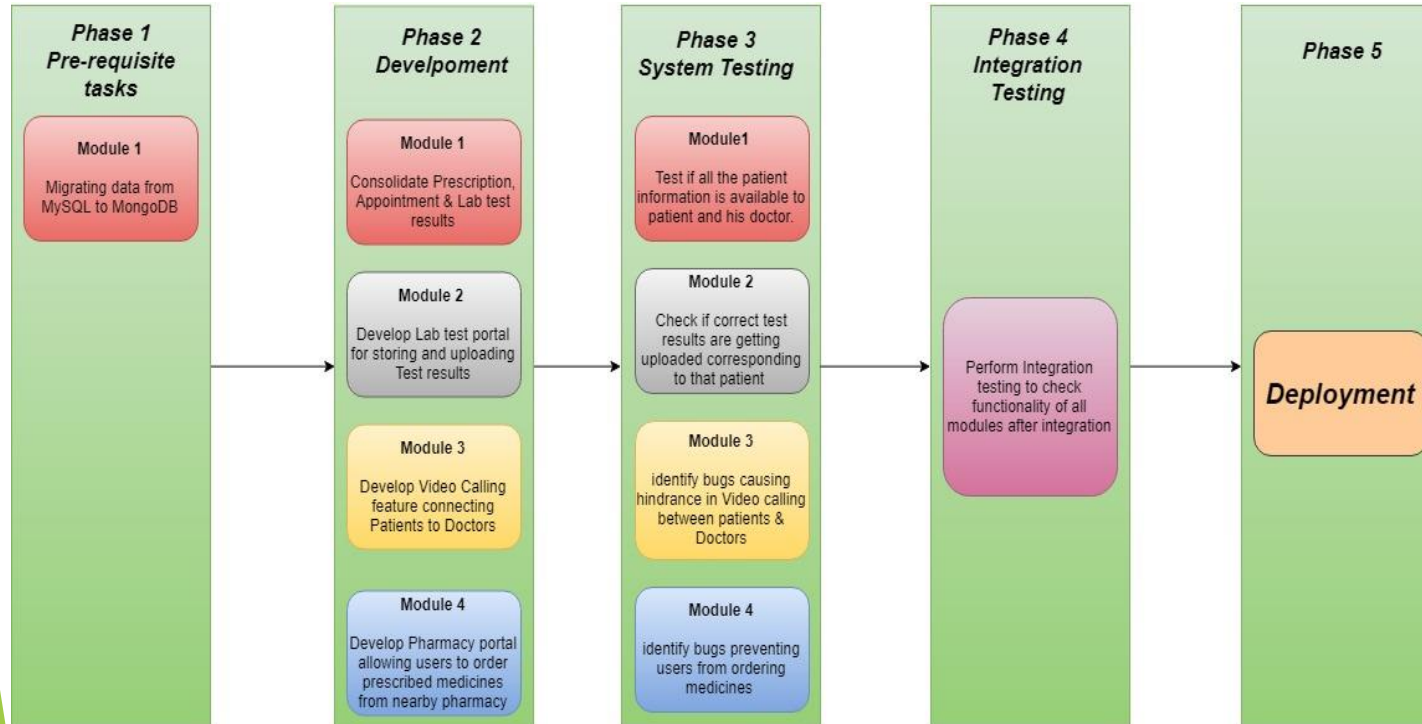 Phase 1
Pre-requisite
tasks
Module 1
Migrating data from
MySQL to MongoDB
Phase 2
Develpoment
Module 1
Consolidate Prescription,
Appointment & Lab test
results
Module 2
Develop Lab test portal
for storing and uploading
Test results
Module 3
Develop Video Calling
feature connecting
Patients to Doctors
Module 4
Develop Pharmacy portal
allowing users to order
prescribed medicines
from nearby pharmacy
Phase 3
System Testing
Module1
Test if all the patient
information is available to
patient and his doctor.
Module 2
Check if correct test
results are getting
uploaded corresponding
to that patient
Module 3
identify bugs causing
hindrance in Video calling
between patients &
Doctors
Module 4
identify bugs preventing
users from ordering
medicines
Phase 4
Integration
Testing
Perform Integration
testing to check
functionality of all
modules after integration
Phase 5
Deployment